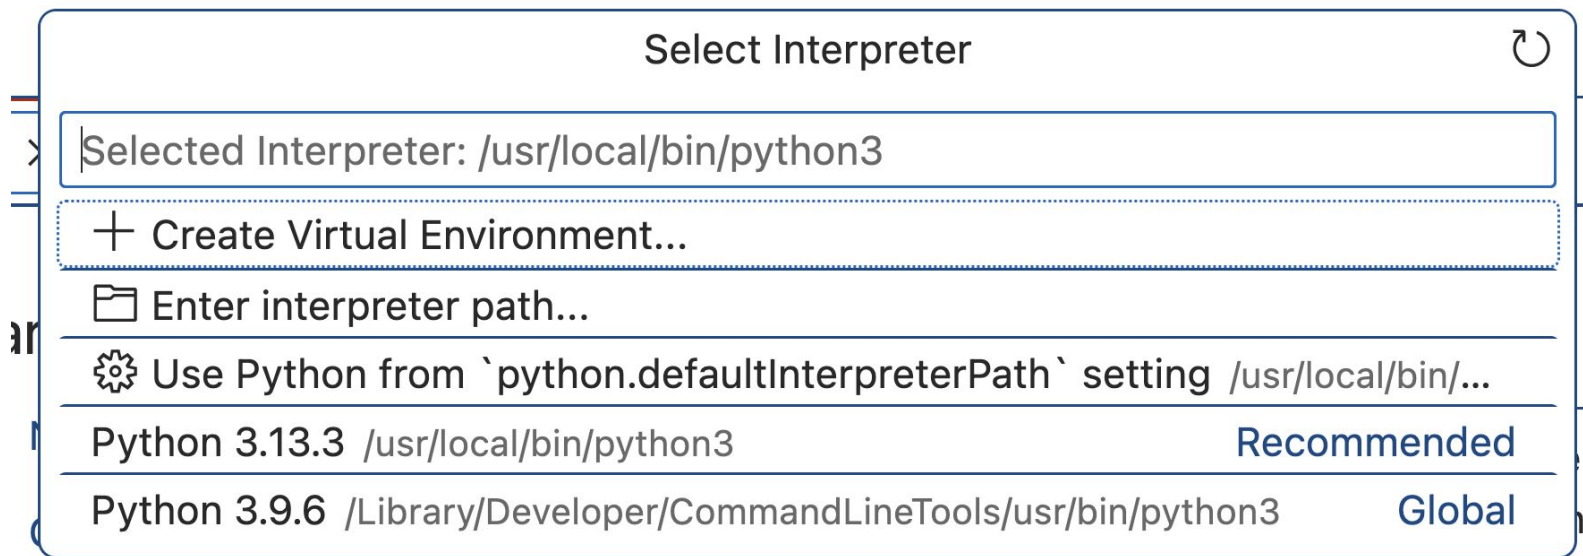 Select Interpreter
Selected Interpreter: /usr/local/bin/python3
Create Virtual Environment...
Enter interpreter path...
Use Python from `python.defaultInterpreterPath` setting /usr/local/bin/...
Python 3.13.3 /usr/local/bin/python3 Recommended
Python 3.9.6 /Library/Developer/CommandLineTools/usr/bin/python3 Global